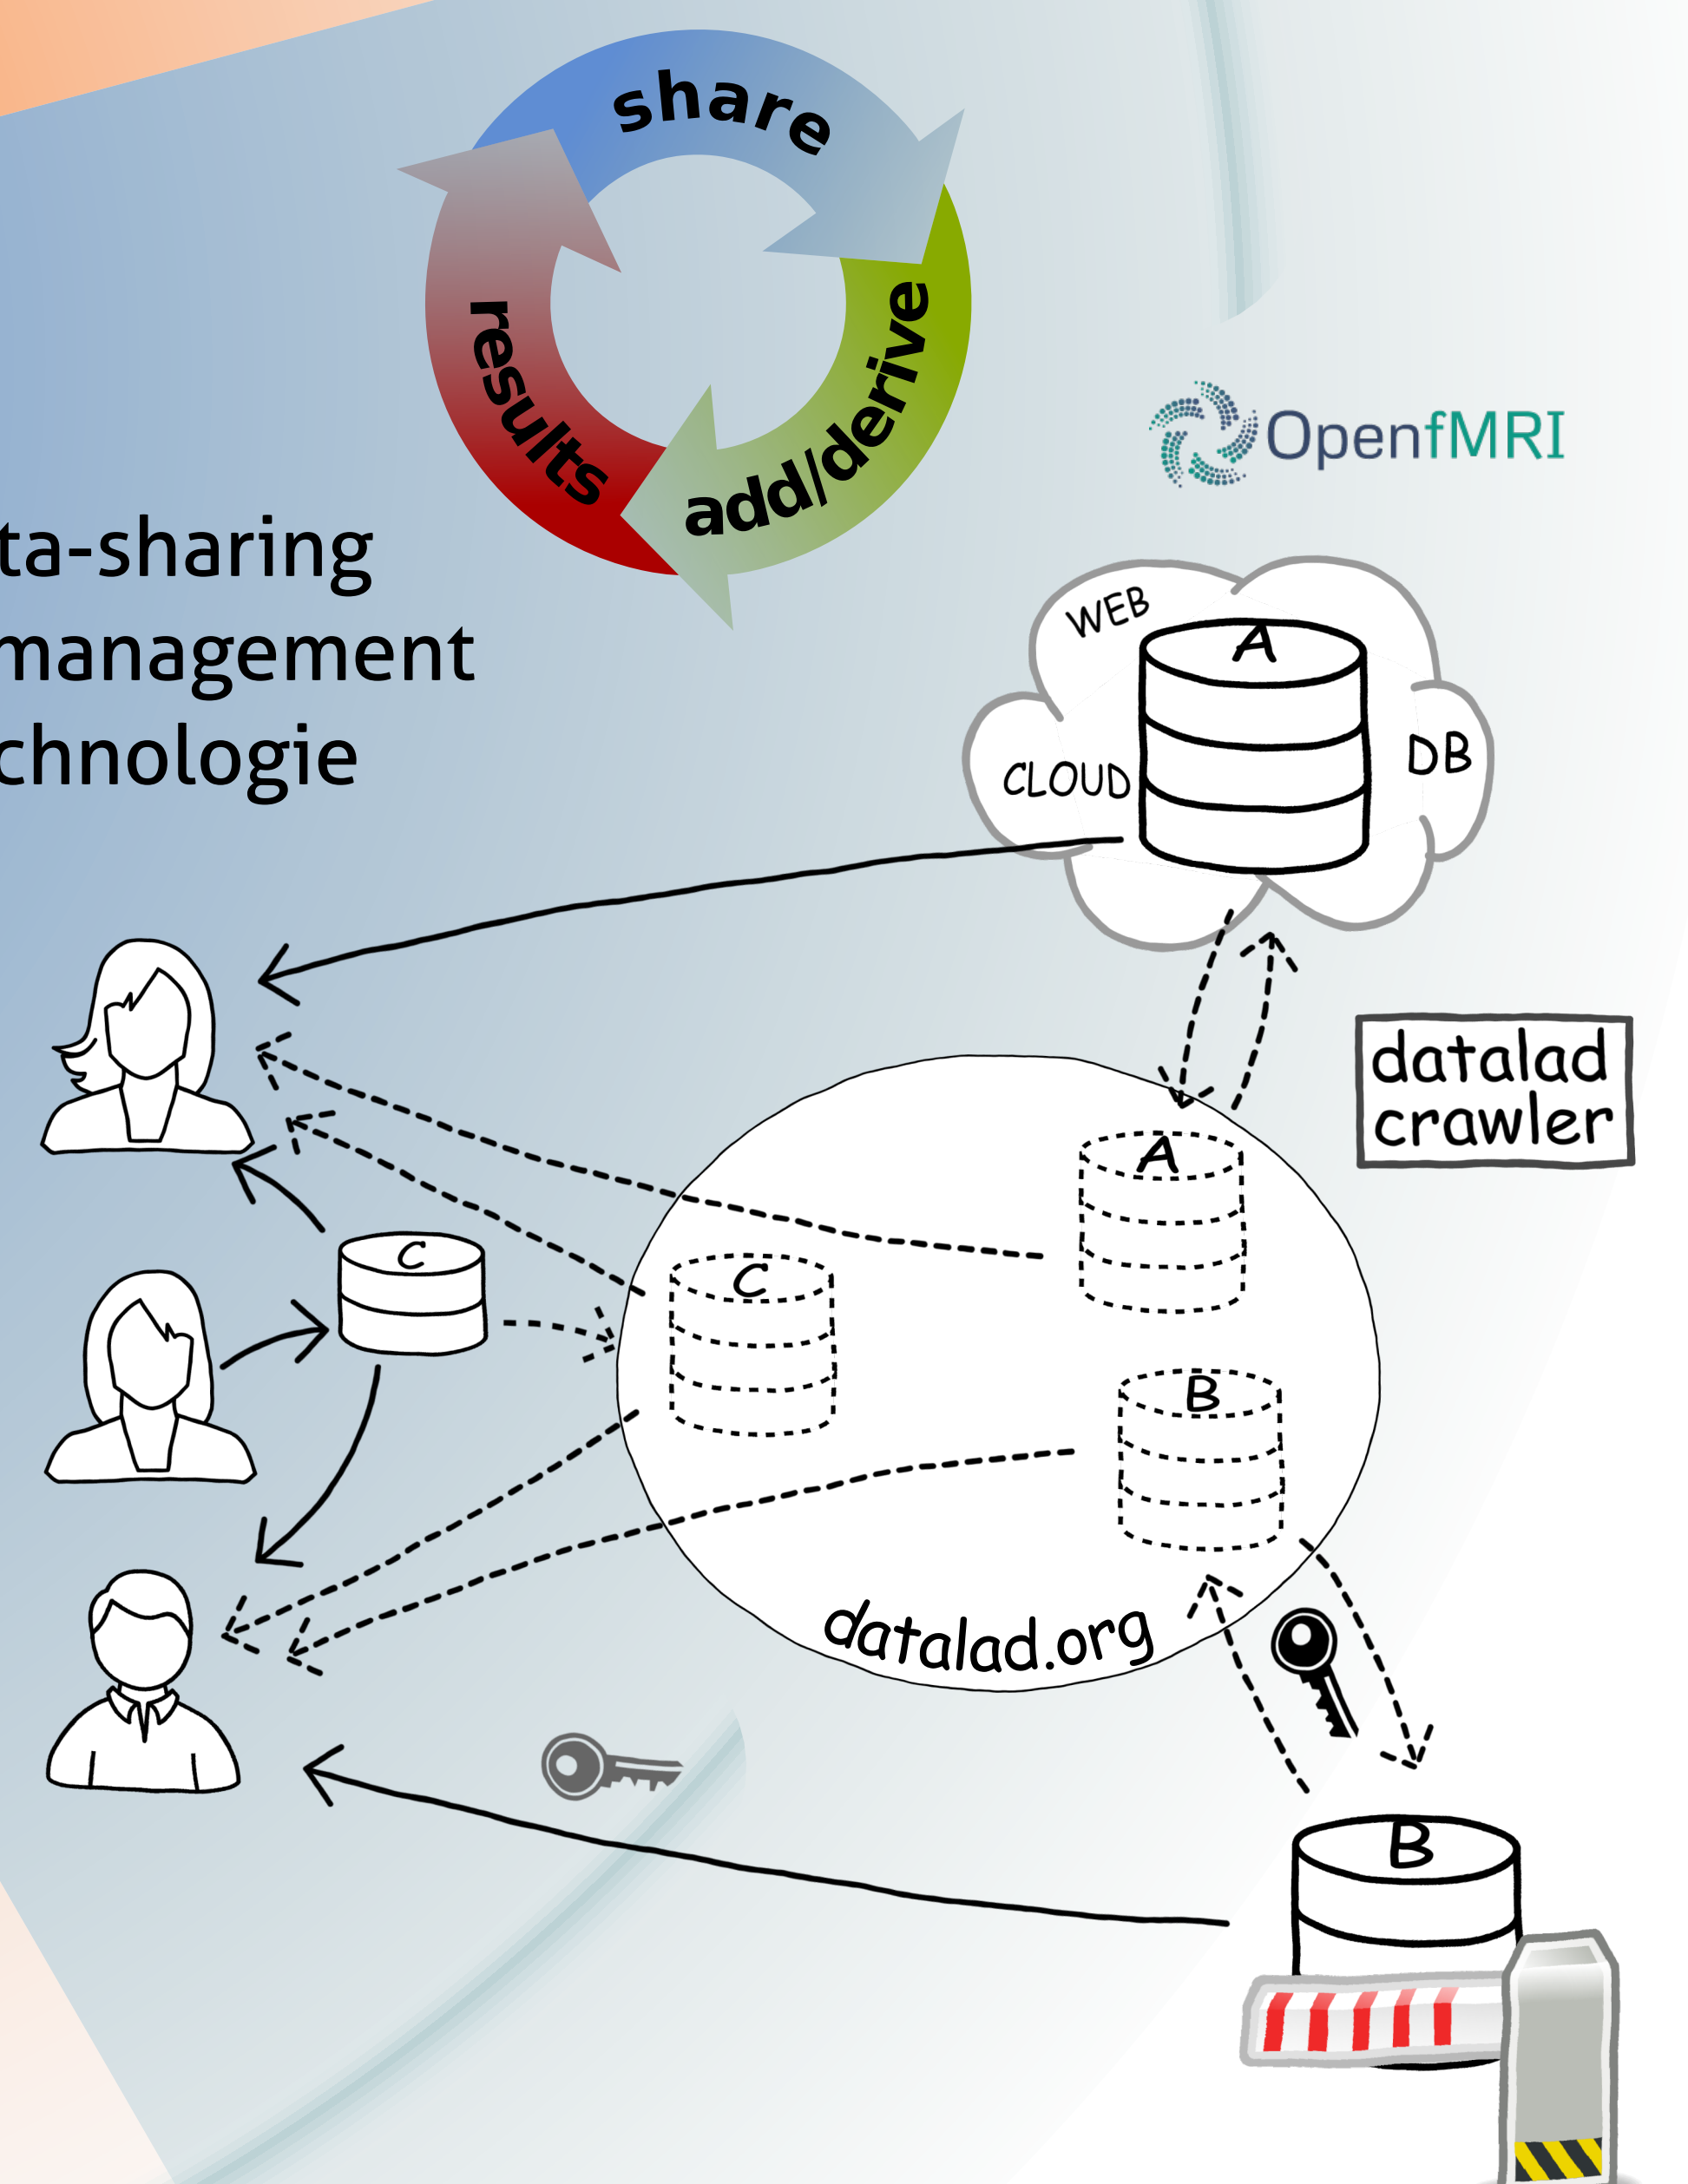 share
add/derive
results
OpenfMRI
ta-sharing
management
chnologie
WEB
A
CLOUD
DB
datalad
crawler
A
C
C
B
datalad.org
B